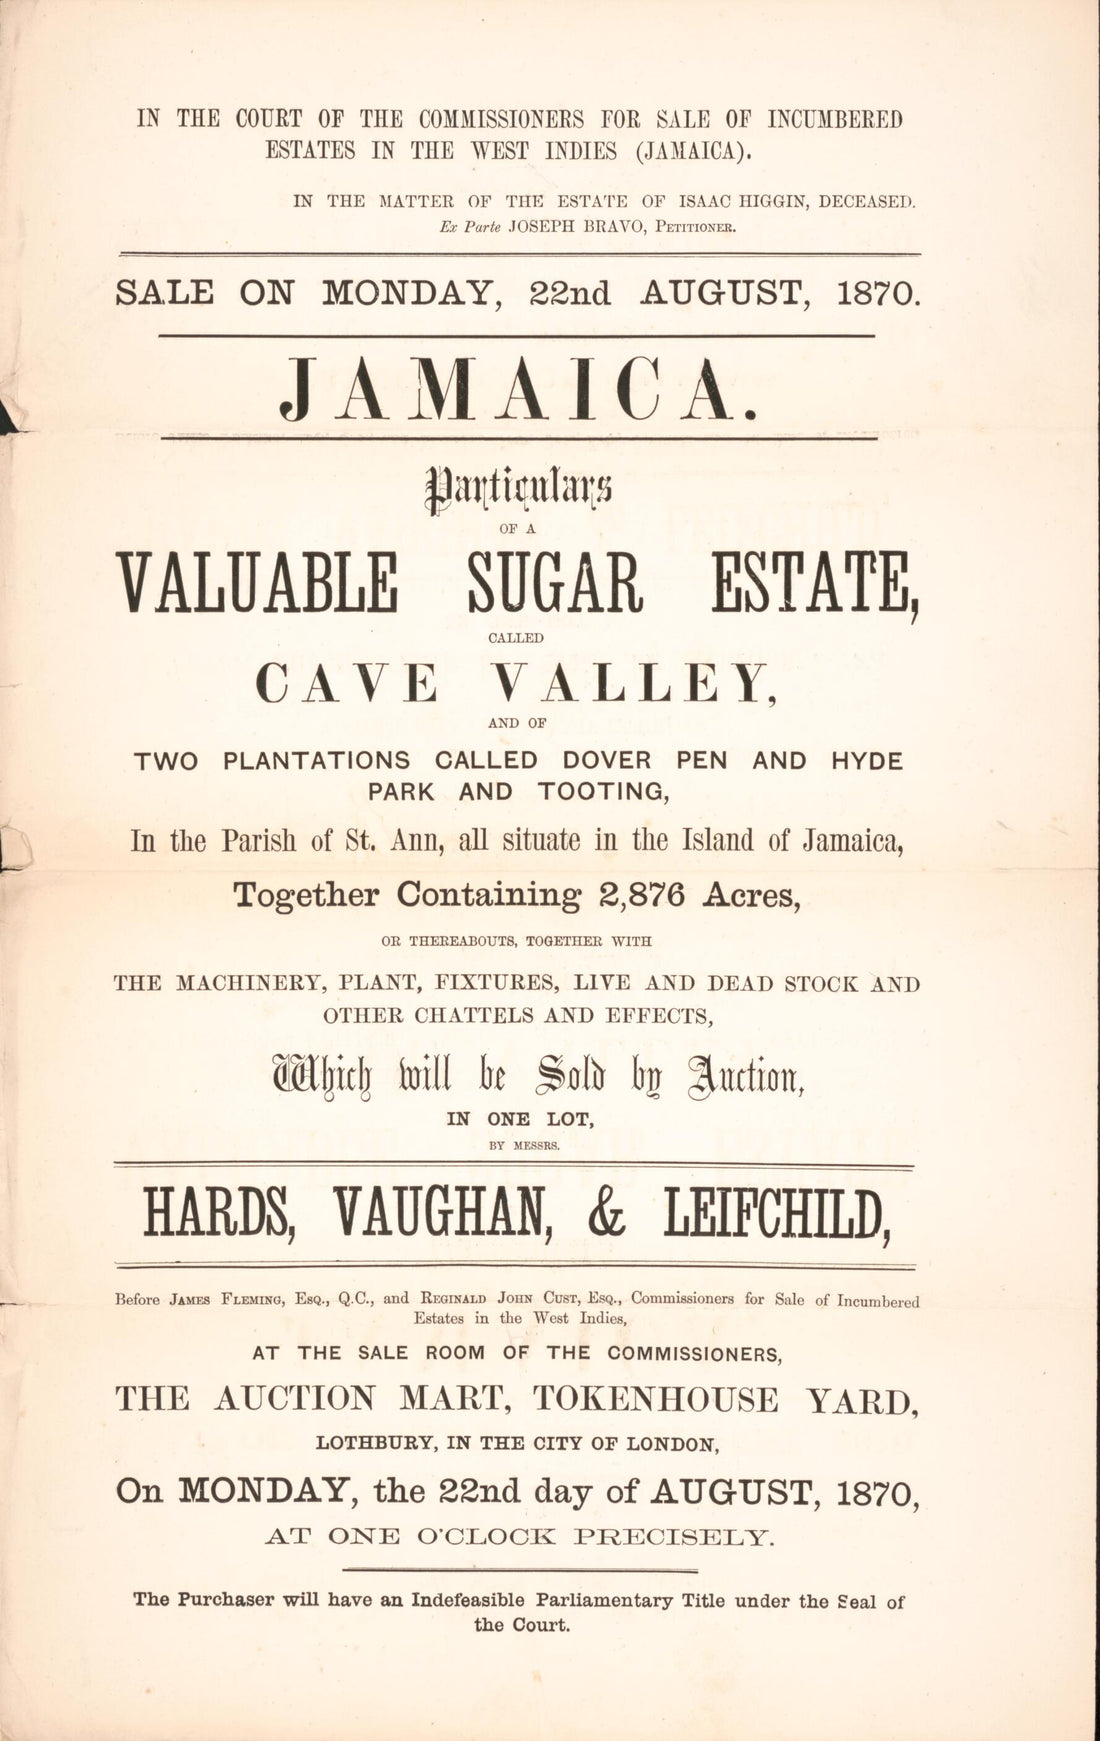 IN THE COURT OF THE COMMISSIONERS FOR SALE OF INCUMBERED
ESTATES IN THE WEST INDIES (JAMAICA).
IN THE MATTER OF THE ESTATE OF ISAAC HIGGIN, DECEASED.
Ex Parte JOSEPH BRAVO, PETITIONER.
SALE ON MONDAY, 22nd AUGUST, 1870.
JAMAICA.
Particulars
OF A
VALUABLE SUGAR ESTATE,
CALLED
CAVE VALLEY,
AND OF
TWO PLANTATIONS CALLED DOVER PEN AND HYDE
PARK AND TOOTING,
In the Parish of St. Ann, all situate in the Island of Jamaica,
Together Containing 2,876 Acres,
OR THEREABOUTS, TOGETHER WITH
THE MACHINERY, PLANT, FIXTURES, LIVE AND DEAD STOCK AND
OTHER CHATTELS AND EFFECTS,
Which will be Sold by Auction,
IN ONE LOT,
BY MESSRS.
HARDS, VAUGHAN, & LEIFCHILD,
Before JAMES FLEMING, ESQ., Q.C., and REGINALD JOHN CUST, ESQ., Commissioners for Sale of Incumbered
Estates in the West Indies,
AT THE SALE ROOM OF THE COMMISSIONERS,
THE AUCTION MART, TOKENHOUSE YARD,
LOTHBURY, IN THE CITY OF LONDON,
On MONDAY, the 22nd day of AUGUST, 1870,
AT ONE O'CLOCK PRECISELY.
The Purchaser will have an Indefeasible Parliamentary Title under the Seal of
the Court.